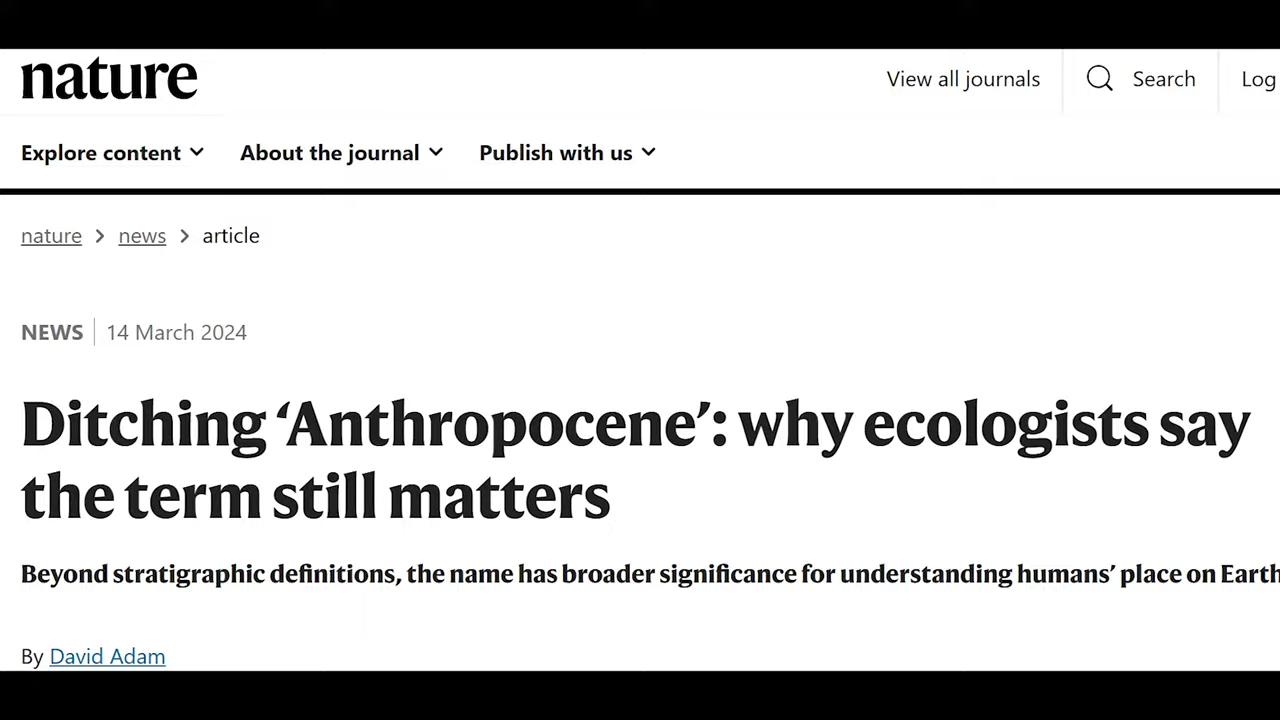 nature
View all journals Search Log
Explore content About the journal Publish with us
nature > news > article
NEWS | 14 March 2024
Ditching ‘Anthropocene’: why ecologists say
the term still matters
Beyond stratigraphic definitions, the name has broader significance for understanding humans’ place on Earth
By David Adam